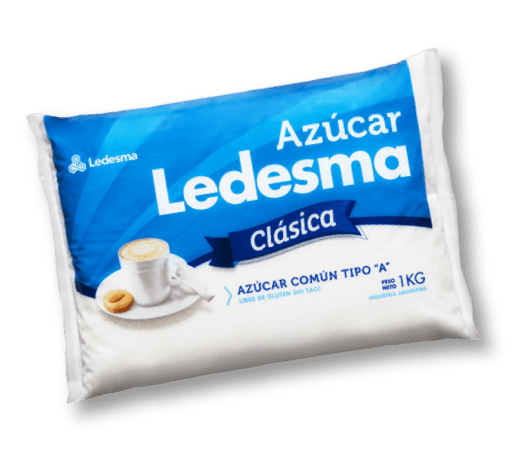 Ledesma
Azúcar
Ledesma
Clásica
AZÚCAR COMÚN TIPO "A"
LIBRE DE GLUTEN SIN TACC
PESO
NETO 1KG
INDUSTRIA ARGENTINA